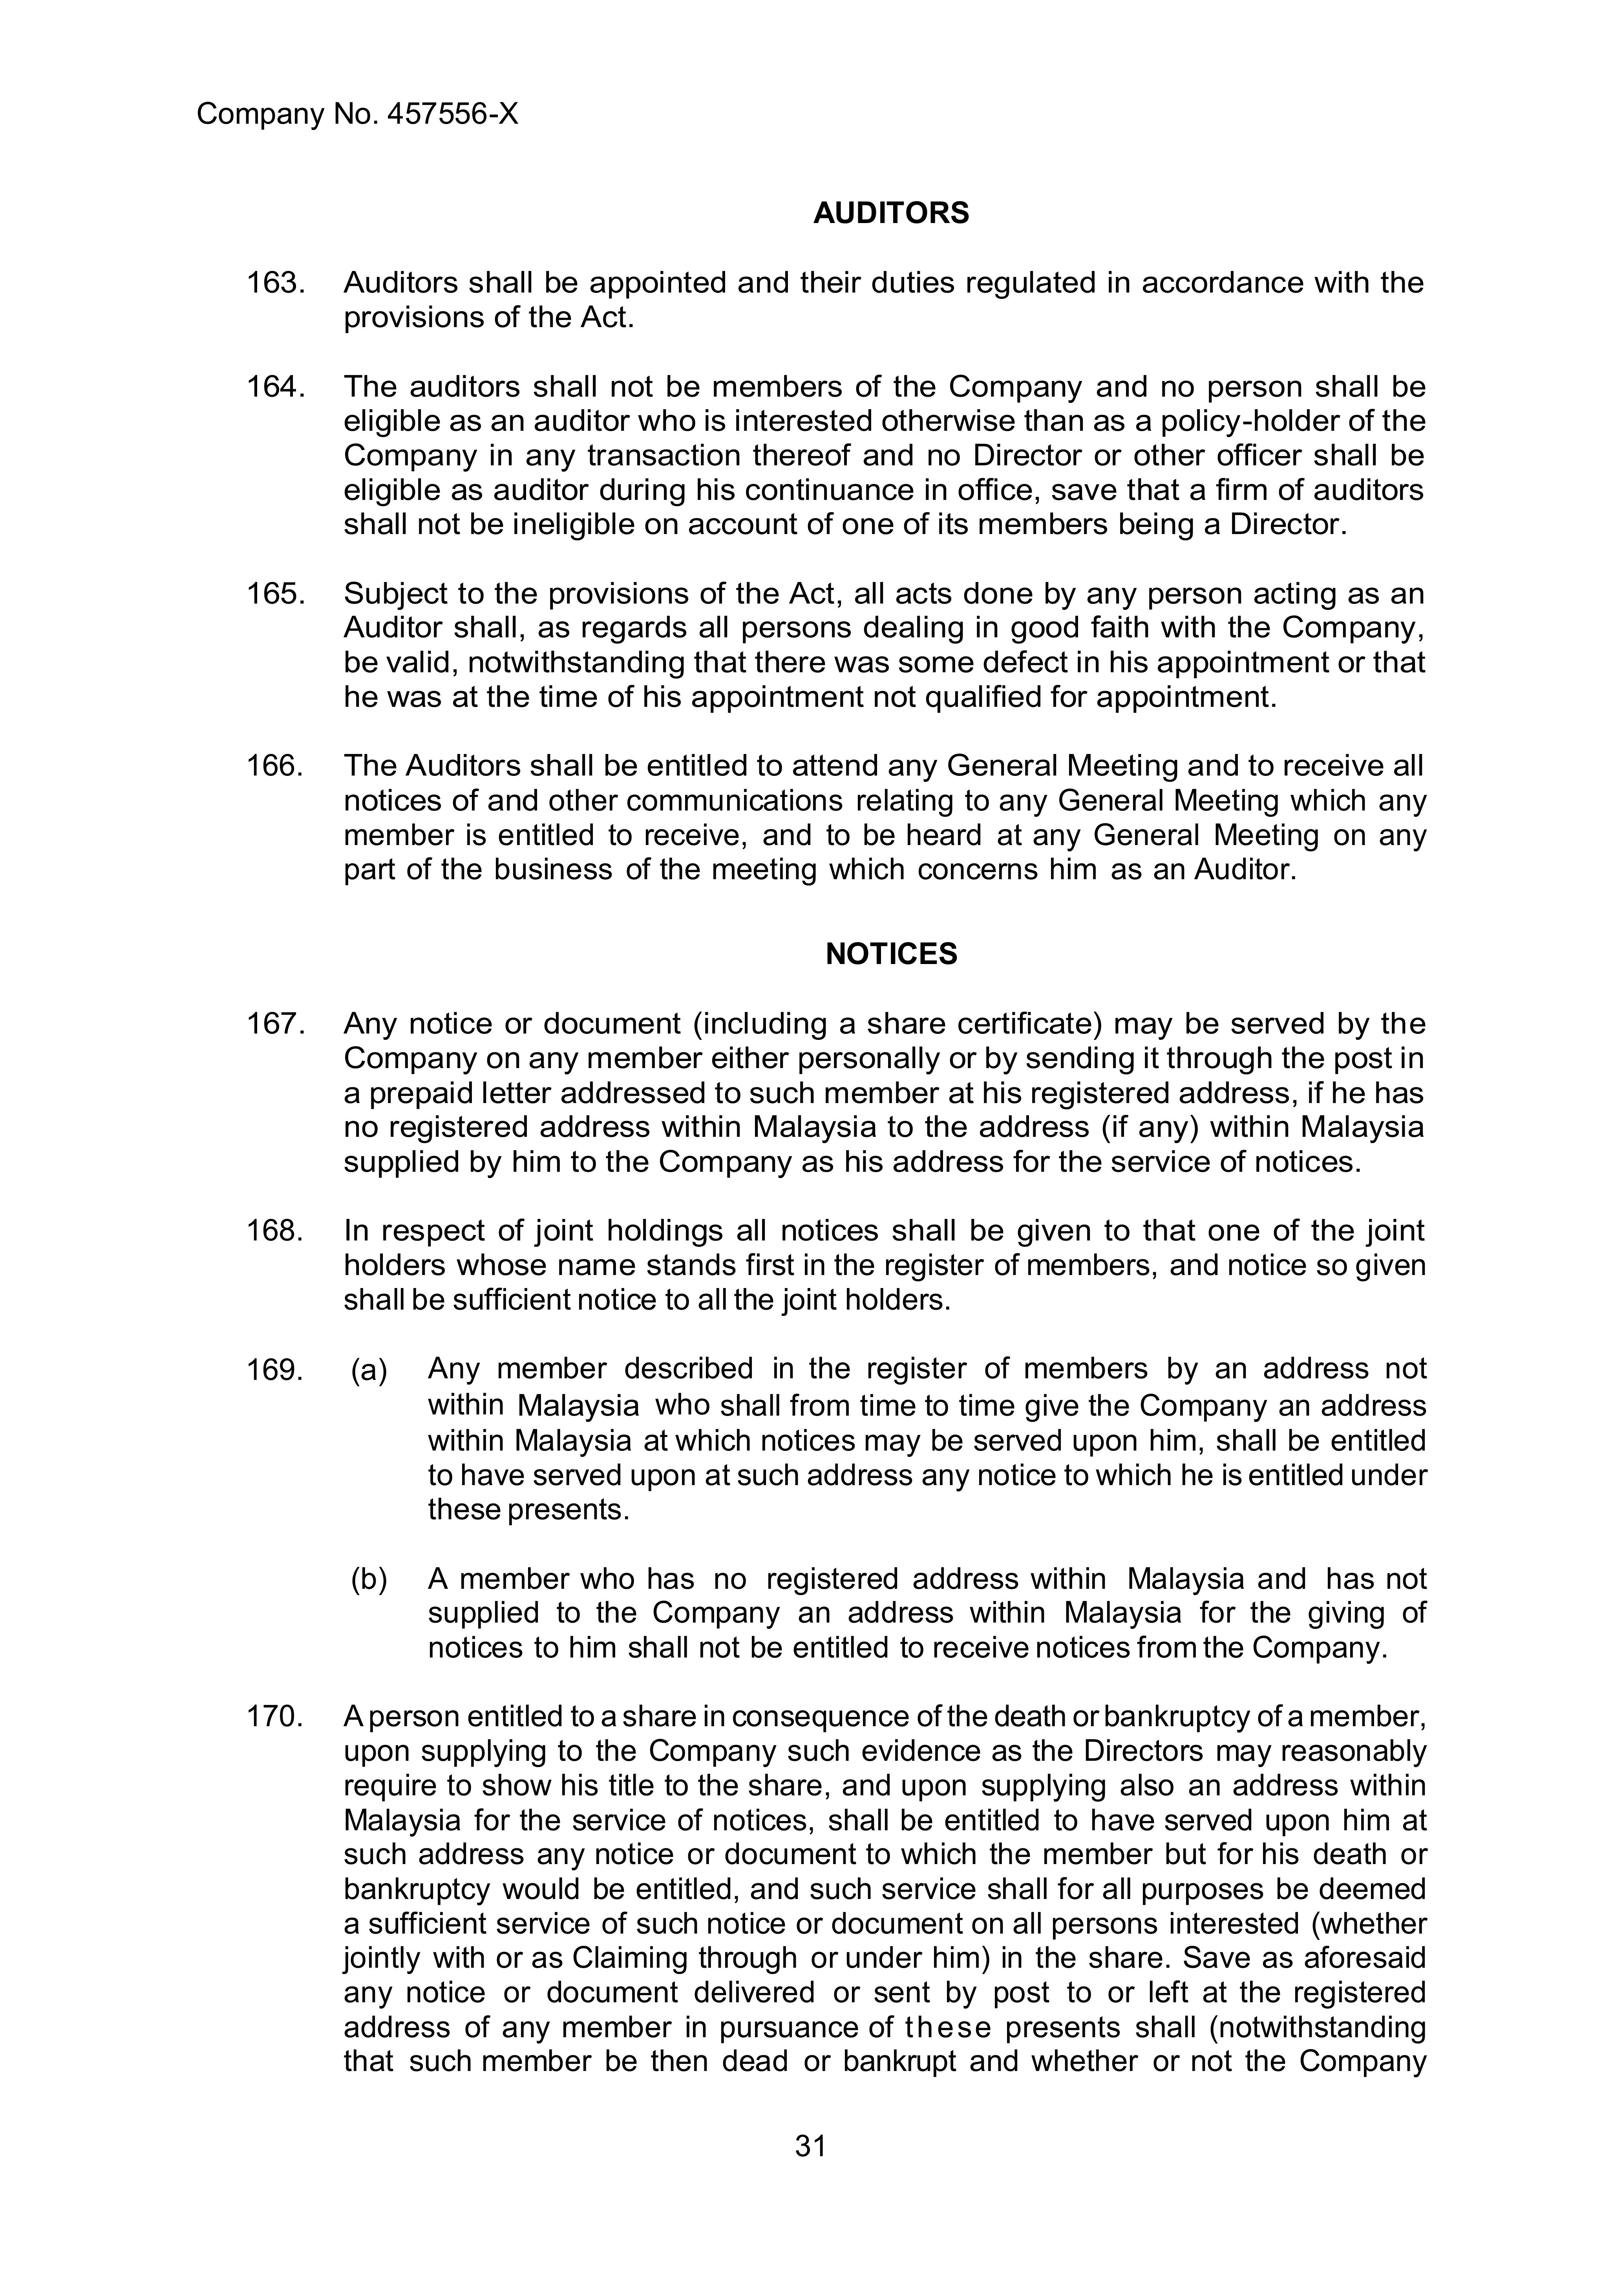 Company No. 457556-X
AUDITORS
163. Auditors shall be appointed and their duties regulated in accordance with the
provisions of the Act.
164. The auditors shall not be members of the Company and no person shall be
eligible as an auditor who is interested otherwise than as a policy-holder of the
Company in any transaction thereof and no Director or other officer shall be
eligible as auditor during his continuance in office, save that a firm of auditors
shall not be ineligible on account of one of its members being a Director.
165. Subject to the provisions of the Act, all acts done by any person acting as an
Auditor shall, as regards all persons dealing in good faith with the Company,
be valid, notwithstanding that there was some defect in his appointment or that
he was at the time of his appointment not qualified for appointment.
166. The Auditors shall be entitled to attend any General Meeting and to receive all
notices of and other communications relating to any General Meeting which any
member is entitled to receive, and to be heard at any General Meeting on any
part of the business of the meeting which concerns him as an Auditor.
NOTICES
167. Any notice or document (including a share certificate) may be served by the
Company on any member either personally or by sending it through the post in
a prepaid letter addressed to such member at his registered address, if he has
no registered address within Malaysia to the address (if any) within Malaysia
supplied by him to the Company as his address for the service of notices.
168. In respect of joint holdings all notices shall be given to that one of the joint
holders whose name stands first in the register of members, and notice so given
shall be sufficient notice to all the joint holders.
169. (a) Any member described in the register of members by an address not
within Malaysia who shall from time to time give the Company an address
within Malaysia at which notices may be served upon him, shall be entitled
to have served upon at such address any notice to which he is entitled under
these presents.
(b) A member who has no registered address within Malaysia and has not
supplied to the Company an address within Malaysia for the giving of
notices to him shall not be entitled to receive notices from the Company.
170. A person entitled to a share in consequence of the death or bankruptcy of a member,
upon supplying to the Company such evidence as the Directors may reasonably
require to show his title to the share, and upon supplying also an address within
Malaysia for the service of notices, shall be entitled to have served upon him at
such address any notice or document to which the member but for his death or
bankruptcy would be entitled, and such service shall for all purposes be deemed
a sufficient service of such notice or document on all persons interested (whether
jointly with or as Claiming through or under him) in the share. Save as aforesaid
any notice or document delivered or sent by post to or left at the registered
address of any member in pursuance of these presents shall (notwithstanding
that such member be then dead or bankrupt and whether or not the Company
31